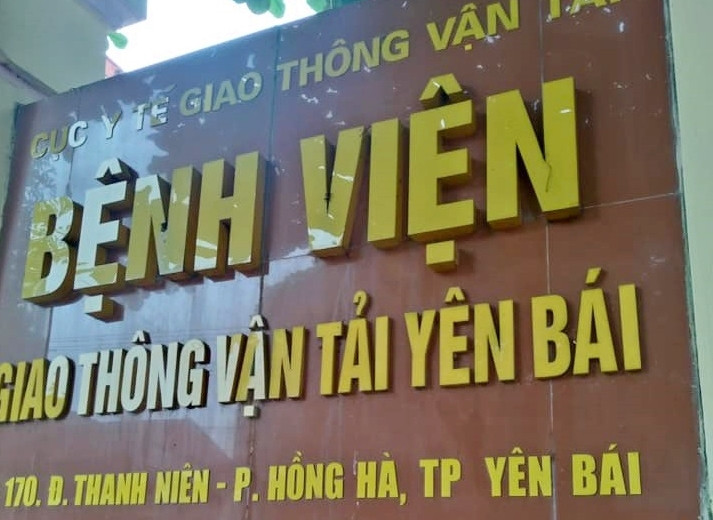 CỤC Y TẾ GIAO THÔNG VẬN TẢI
BỆNH VIỆN
GIAO THÔNG VẬN TẢI YÊN BÁI
170. Đ. THANH NIÊN - P. HỒNG HÀ, TP YÊN BÁI